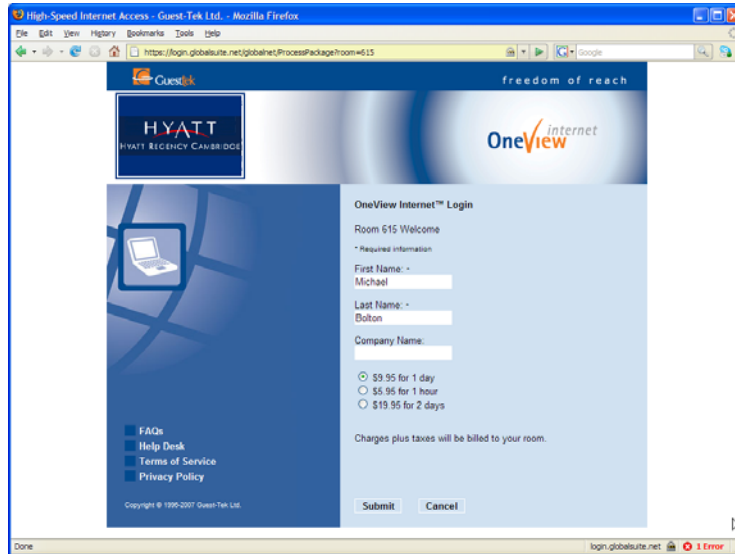 High-Speed Internet Access - Guest-Tek Ltd. - Mozilla Firefox
File Edit View History Bookmarks Tools Help
https://login.globalsuite.net/globalnet/ProcessPackage?room=615
Google
GuestTek
freedom of reach
HYATT
HYATT REGENCY CAMBRIDGE
OneView internet
OneView Internet™ Login
Room 615 Welcome
* Required information
First Name: *
Michael
Last Name: *
Bolton
Company Name:
$9.95 for 1 day
$5.95 for 1 hour
$19.95 for 2 days
Charges plus taxes will be billed to your room.
FAQs
Help Desk
Terms of Service
Privacy Policy
Copyright © 1996-2007 Guest-Tek Ltd.
Submit Cancel
Done
login.globalsuite.net
1 Error